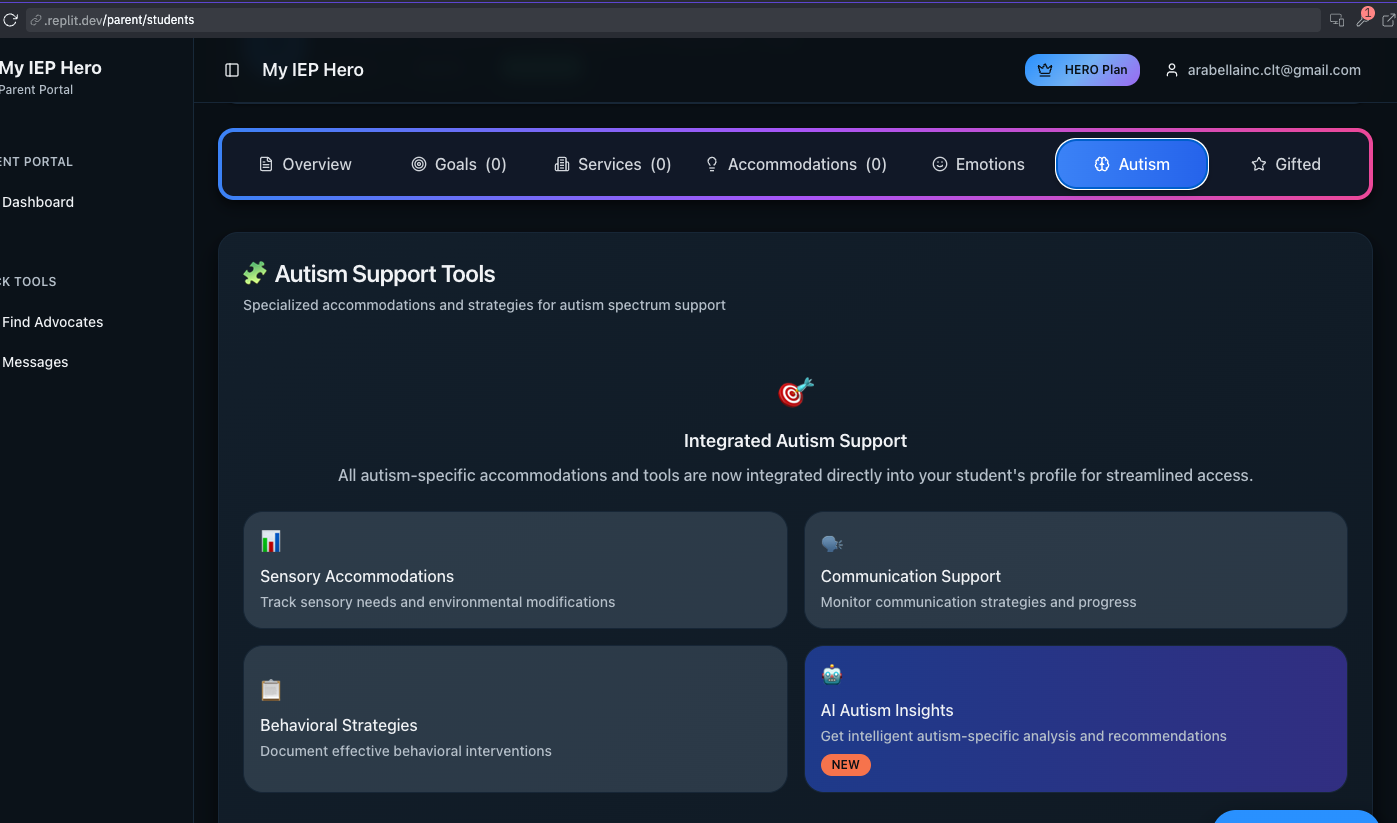 .replit.dev/parent/students
1
My IEP Hero
Parent Portal
My IEP Hero
HERO Plan
arabellainc.clt@gmail.com
ENT PORTAL
Dashboard
CK TOOLS
Find Advocates
Messages
Overview
Goals (0)
Services (0)
Accommodations (0)
Emotions
Autism
Gifted
Autism Support Tools
Specialized accommodations and strategies for autism spectrum support
Integrated Autism Support
All autism-specific accommodations and tools are now integrated directly into your student's profile for streamlined access.
Sensory Accommodations
Track sensory needs and environmental modifications
Communication Support
Monitor communication strategies and progress
Behavioral Strategies
Document effective behavioral interventions
AI Autism Insights
Get intelligent autism-specific analysis and recommendations
NEW